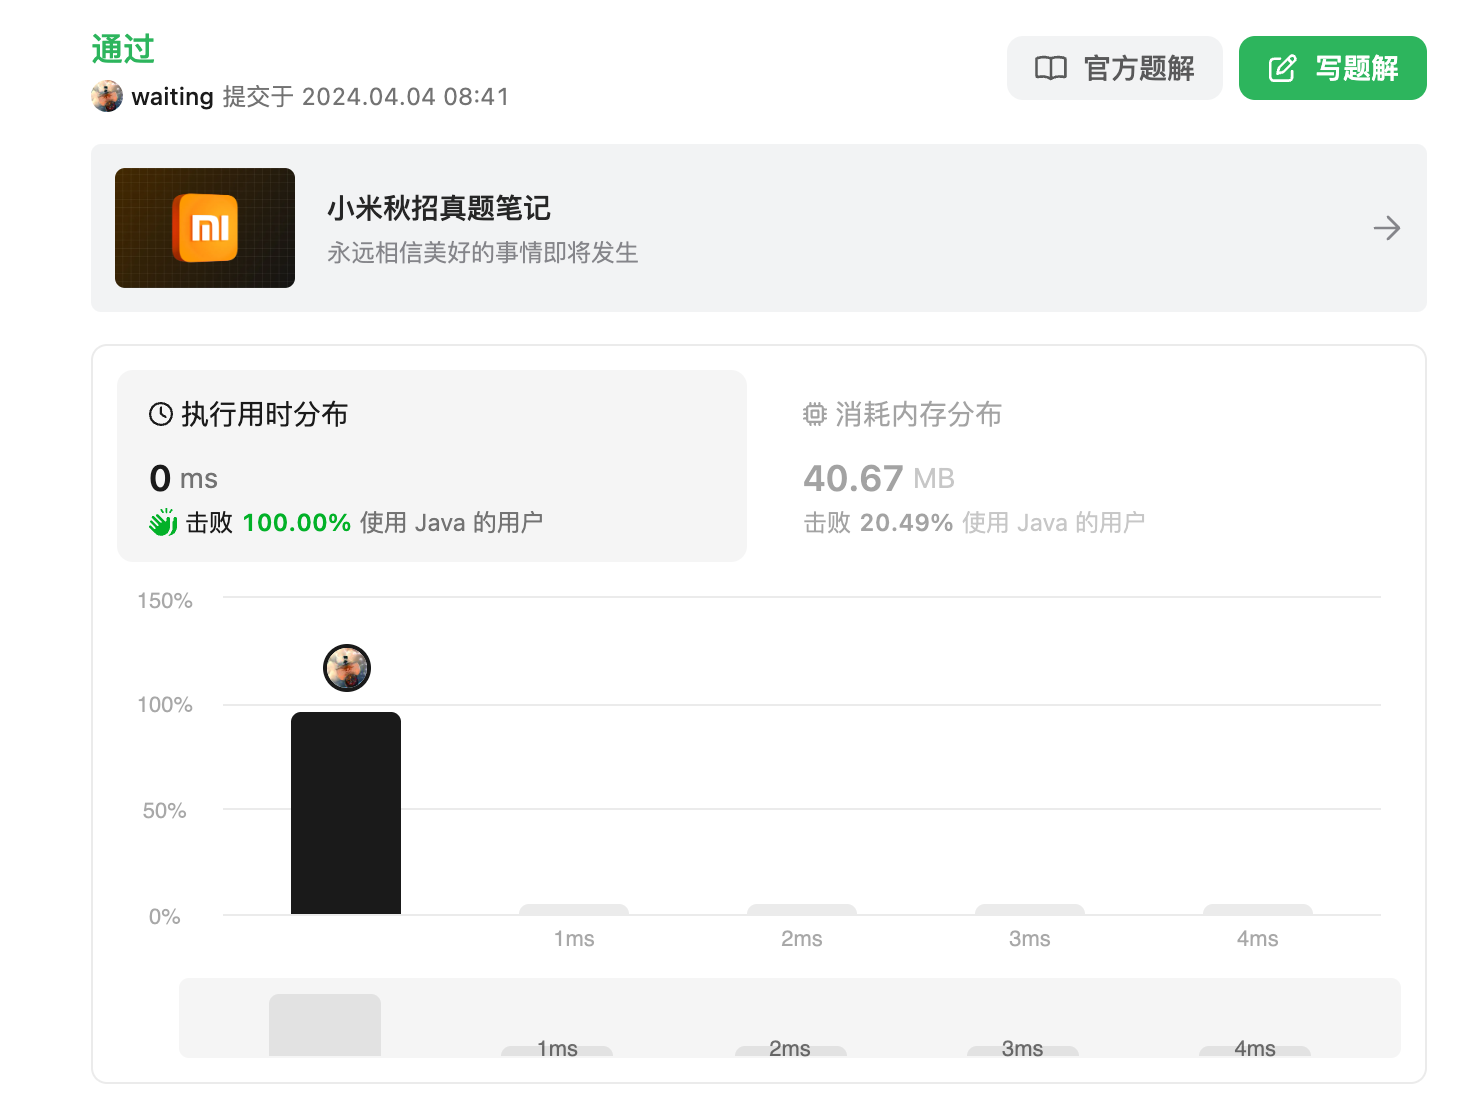 通过
waiting 提交于 2024.04.04 08:41
官方题解
写题解
小米秋招真题笔记
永远相信美好的事情即将发生
执行用时分布
0 ms
击败 100.00% 使用 Java 的用户
消耗内存分布
40.67 MB
击败 20.49% 使用 Java 的用户
150%
100%
50%
0%
1ms 2ms 3ms 4ms
1ms 2ms 3ms 4ms